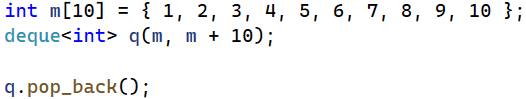 int m[10] = { 1, 2, 3, 4, 5, 6, 7, 8, 9, 10 };
deque<int> q(m, m + 10);
q.pop_back();